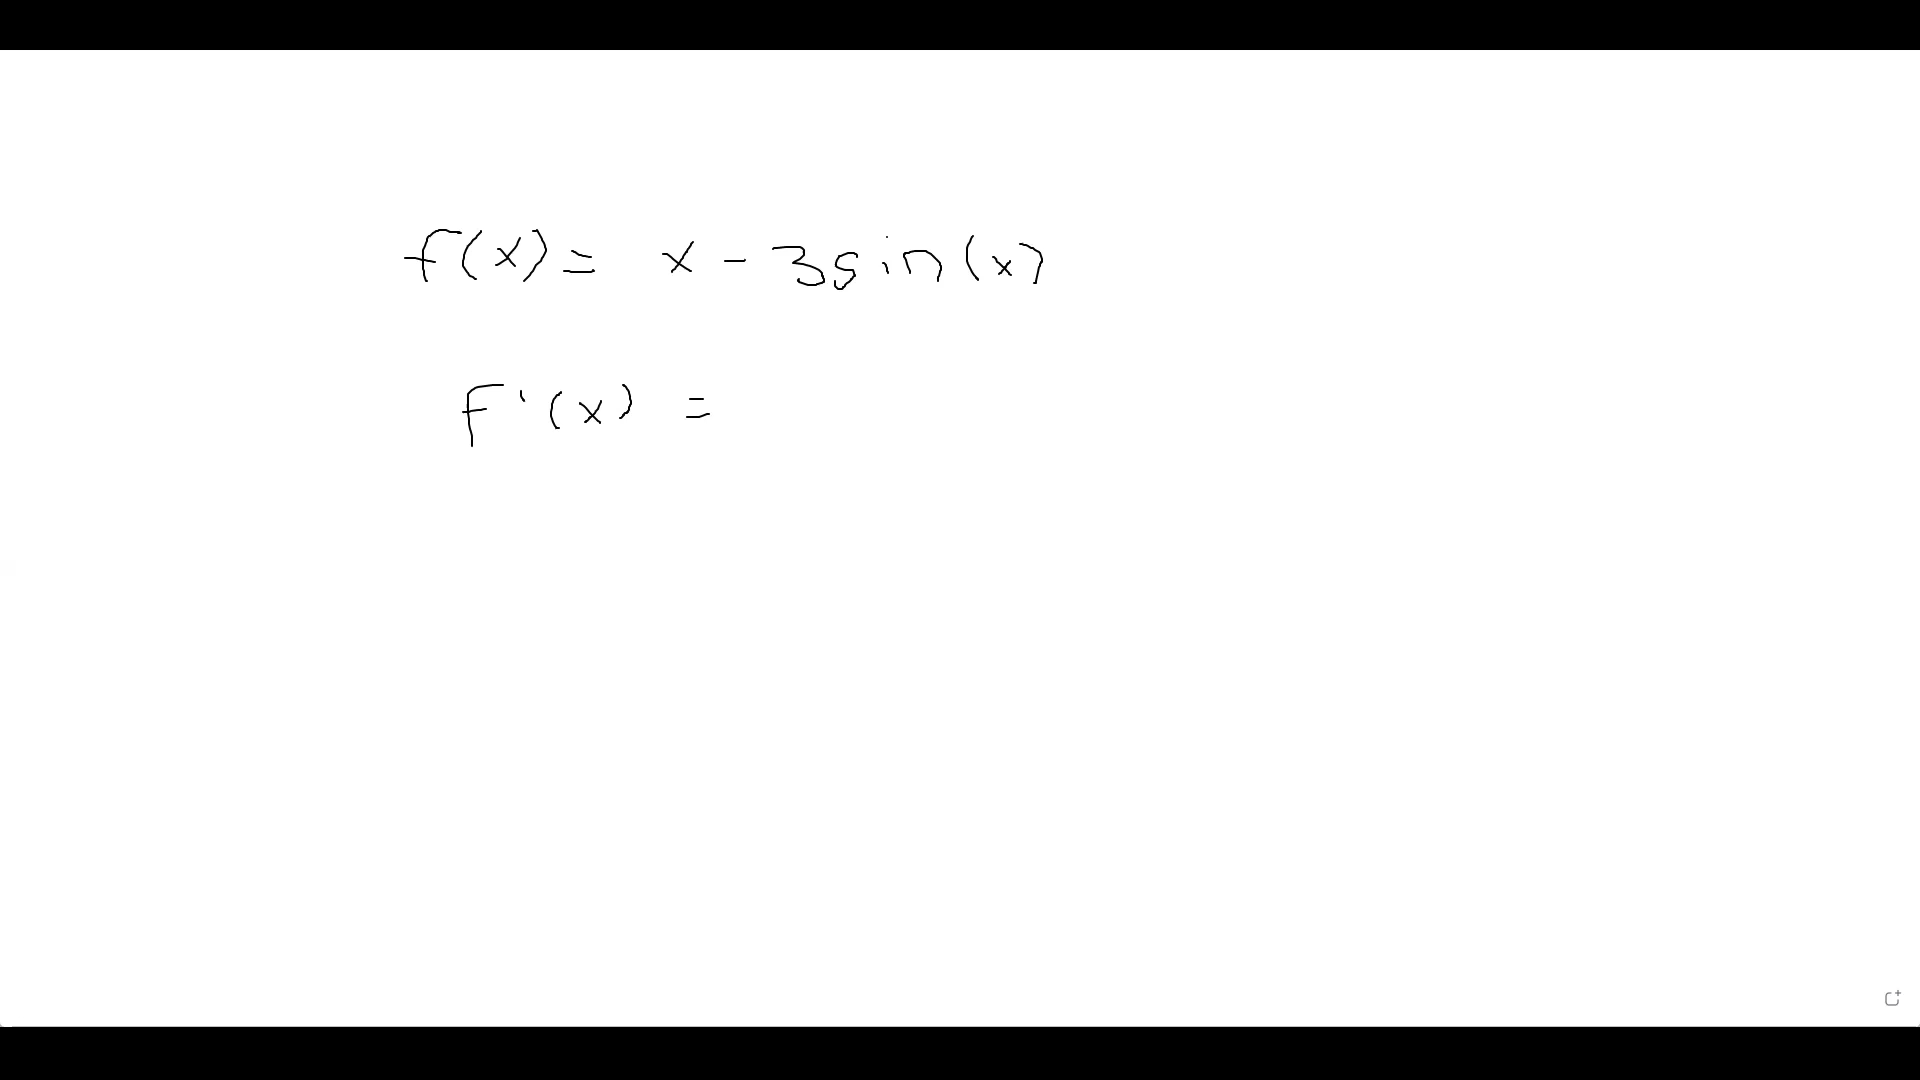 f(x) = x - 3sin(x)
f'(x) =